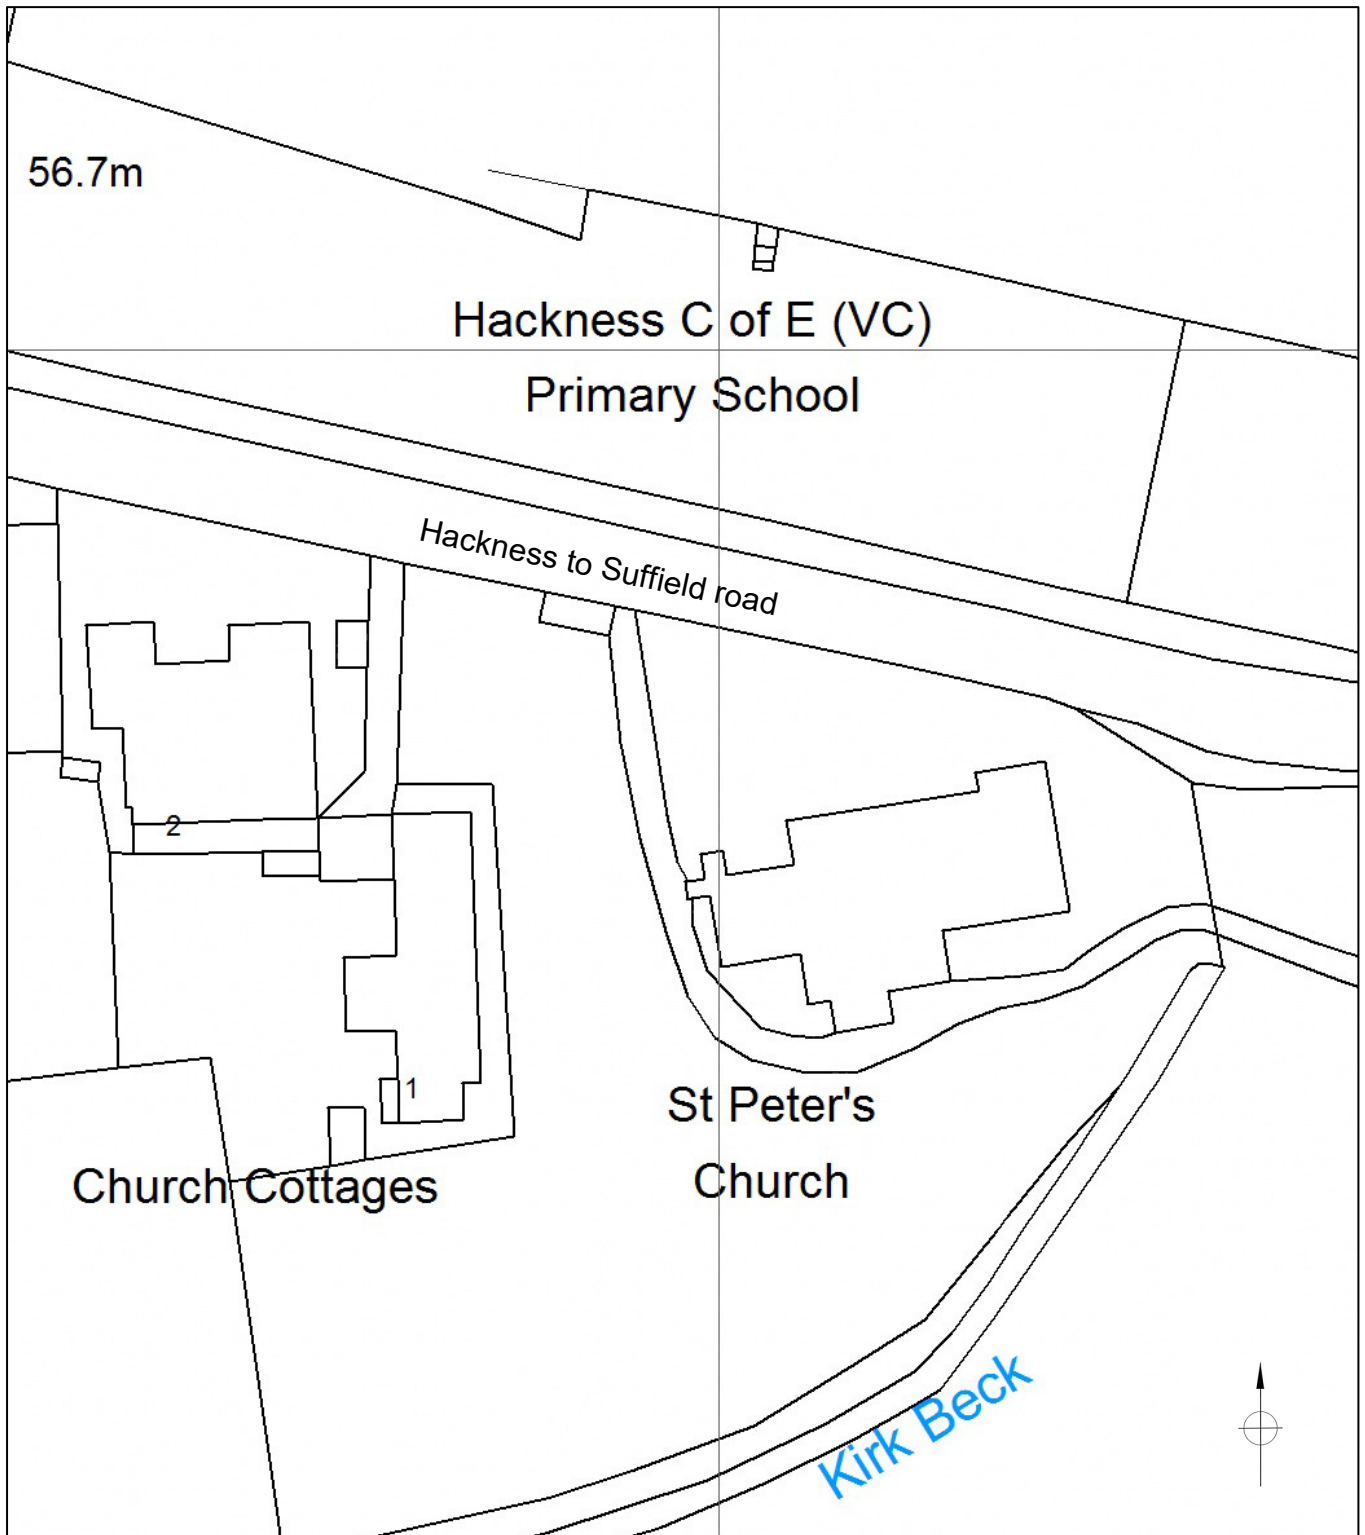 56.7m
Hackness C of E (VC)
Primary School
Hackness to Suffield road
2
1
St Peter's
Church
Church Cottages
Kirk Beck